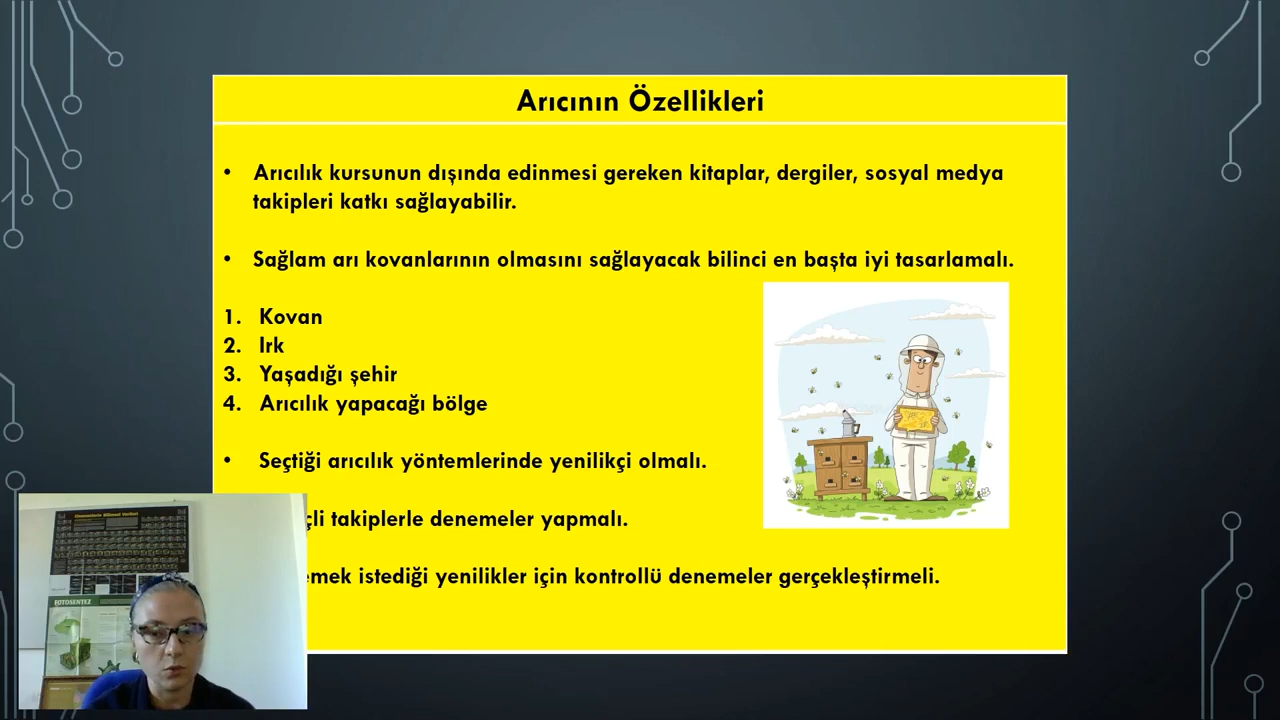 Arıcının Özellikleri
• Arıcılık kursunun dışında edinmesi gereken kitaplar, dergiler, sosyal medya
takipleri katkı sağlayabilir.
• Sağlam arı kovanlarının olmasını sağlayacak bilinci en başta iyi tasarlamalı.
1. Kovan
2. Irk
3. Yaşadığı şehir
4. Arıcılık yapacağı bölge
• Seçtiği arıcılık yöntemlerinde yenilikçi olmalı.
takiplerle denemeler yapmalı.
istediği yenilikler için kontrollü denemeler gerçekleştirmeli.
FOTOSENTEZ